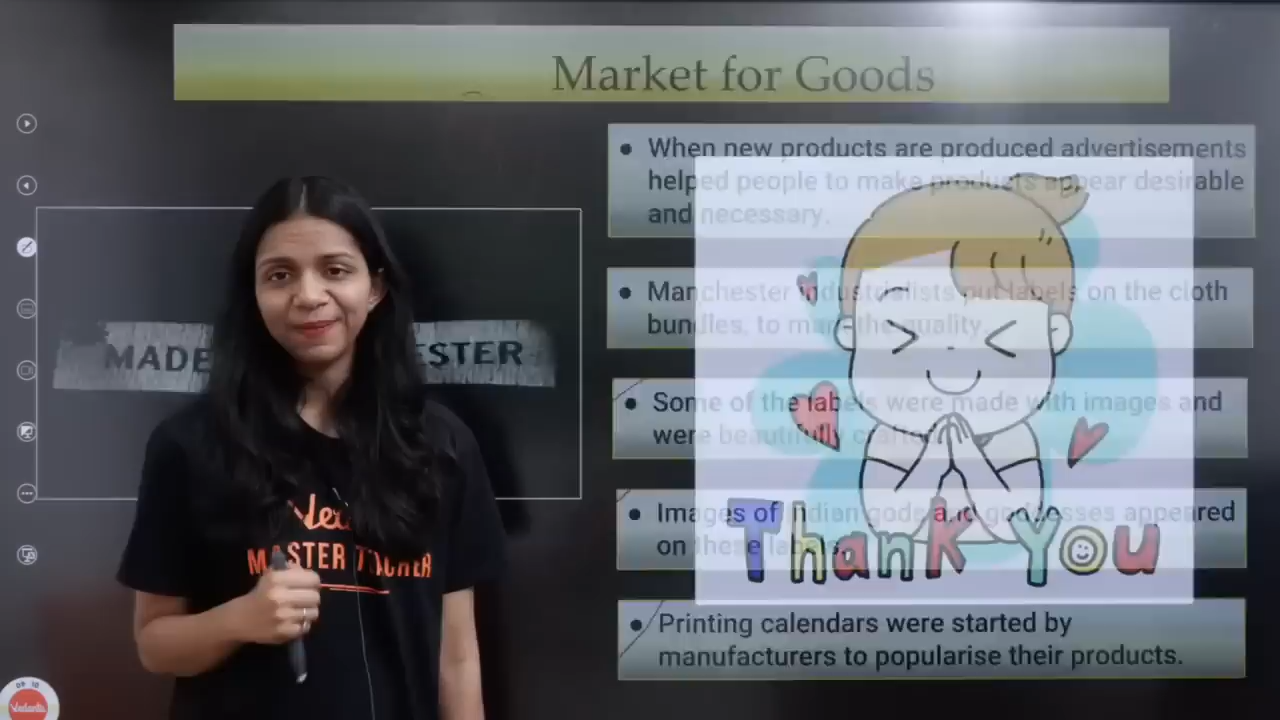 Market for Goods
When new products are produced advertisements
helped people to make products appear desirable
and necessary.
Manchester industrialists put labels on the cloth
bundles, to mark the quality.
Some of the labels were made with images and
were beautifully crafted
Images of Indian gods and goddesses appeared
on these labels.
Printing calendars were started by
manufacturers to popularise their products.
Thank You
MADE
ESTER
MASTER TEACHER
Vedantu